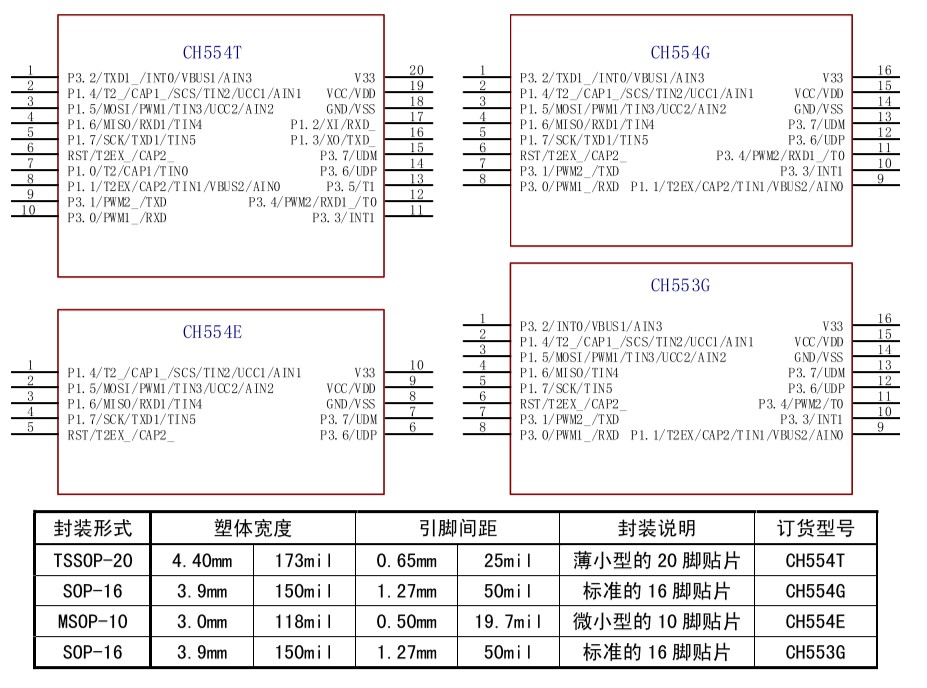 CH554T
1 P3.2/TXD1_/INT0/VBUS1/AIN3 V33 20
2 P1.4/T2_/CAP1_/SCS/TIN2/UCC1/AIN1 VCC/VDD 19
3 P1.5/MOSI/PWM1/TIN3/UCC2/AIN2 GND/VSS 18
4 P1.6/MISO/RXD1/TIN4 P1.2/XI/RXD_ 17
5 P1.7/SCK/TXD1/TIN5 P1.3/XO/TXD_ 16
6 RST/T2EX_/CAP2_ P3.7/UDM 15
7 P1.0/T2/CAP1/TIN0 P3.6/UDP 14
8 P1.1/T2EX/CAP2/TIN1/VBUS2/AIN0 P3.5/T1 13
9 P3.1/PWM2_/TXD P3.4/PWM2/RXD1_/T0 12
10 P3.0/PWM1_/RXD P3.3/INT1 11
CH554G
1 P3.2/TXD1_/INT0/VBUS1/AIN3 V33 16
2 P1.4/T2_/CAP1_/SCS/TIN2/UCC1/AIN1 VCC/VDD 15
3 P1.5/MOSI/PWM1/TIN3/UCC2/AIN2 GND/VSS 14
4 P1.6/MISO/RXD1/TIN4 P3.7/UDM 13
5 P1.7/SCK/TXD1/TIN5 P3.6/UDP 12
6 RST/T2EX_/CAP2_ P3.4/PWM2/RXD1_/T0 11
7 P3.1/PWM2_/TXD P3.3/INT1 10
8 P3.0/PWM1_/RXD P1.1/T2EX/CAP2/TIN1/VBUS2/AIN0 9
CH554E
1 P1.4/T2_/CAP1_/SCS/TIN2/UCC1/AIN1 V33 10
2 P1.5/MOSI/PWM1/TIN3/UCC2/AIN2 VCC/VDD 9
3 P1.6/MISO/RXD1/TIN4 GND/VSS 8
4 P1.7/SCK/TXD1/TIN5 P3.7/UDM 7
5 RST/T2EX_/CAP2_ P3.6/UDP 6
CH553G
1 P3.2/INT0/VBUS1/AIN3 V33 16
2 P1.4/T2_/CAP1_/SCS/TIN2/UCC1/AIN1 VCC/VDD 15
3 P1.5/MOSI/PWM1/TIN3/UCC2/AIN2 GND/VSS 14
4 P1.6/MISO/TIN4 P3.7/UDM 13
5 P1.7/SCK/TIN5 P3.6/UDP 12
6 RST/T2EX_/CAP2_ P3.4/PWM2/T0 11
7 P3.1/PWM2_/TXD P3.3/INT1 10
8 P3.0/PWM1_/RXD P1.1/T2EX/CAP2/TIN1/VBUS2/AIN0 9
封装形式 塑体宽度 引脚间距 封装说明 订货型号
TSSOP-20 4.40mm 173mil 0.65mm 25mil 薄小型的 20 脚贴片 CH554T
SOP-16 3.9mm 150mil 1.27mm 50mil 标准的 16 脚贴片 CH554G
MSOP-10 3.0mm 118mil 0.50mm 19.7mil 微小型的 10 脚贴片 CH554E
SOP-16 3.9mm 150mil 1.27mm 50mil 标准的 16 脚贴片 CH553G